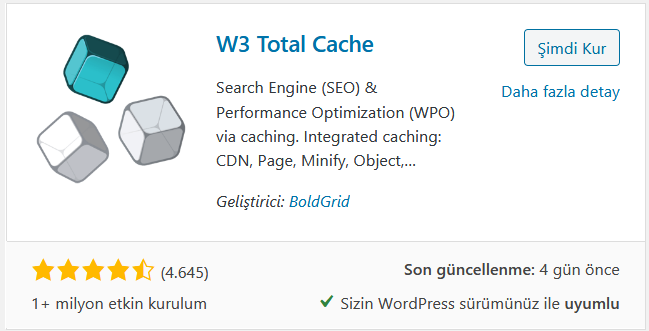 W3 Total Cache
Şimdi Kur
Daha fazla detay
Search Engine (SEO) &
Performance Optimization (WPO)
via caching. Integrated caching:
CDN, Page, Minify, Object,...
Geliştirici: BoldGrid
(4.645)
Son güncellenme: 4 gün önce
1+ milyon etkin kurulum
Sizin WordPress sürümünüz ile uyumlu